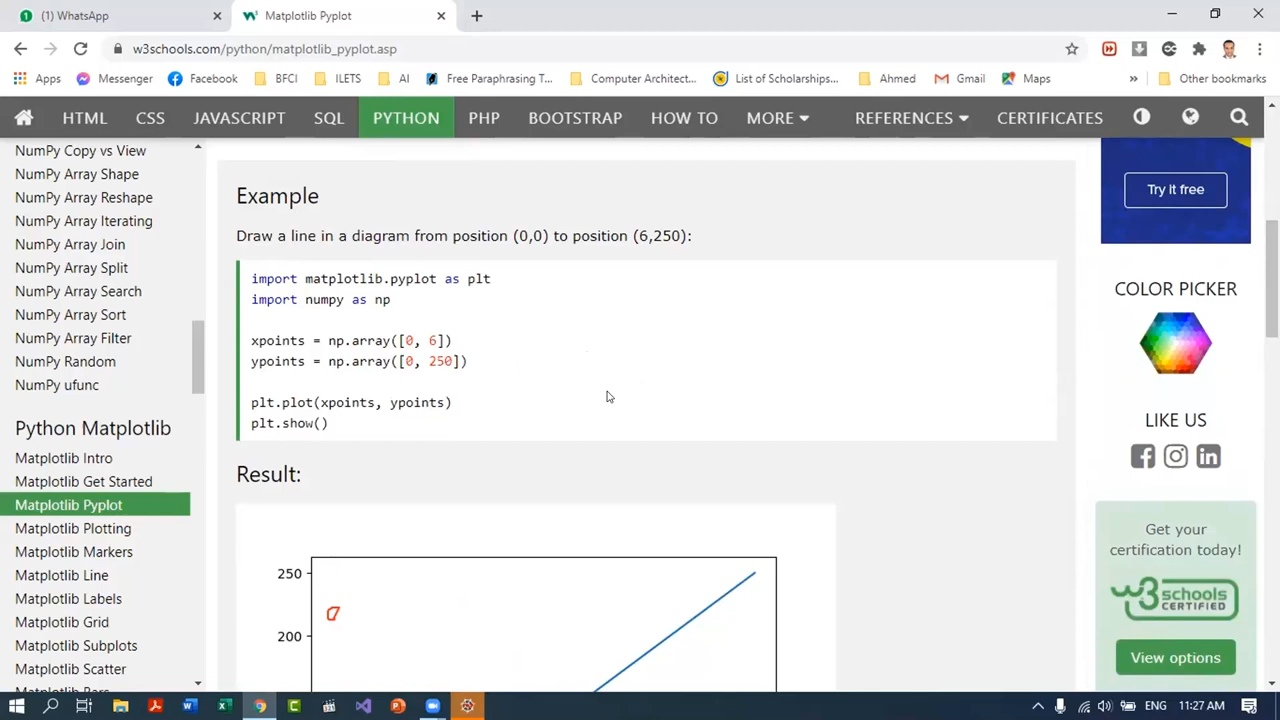 (1) WhatsApp
Matplotlib Pyplot
w3schools.com/python/matplotlib_pyplot.asp
Apps Messenger Facebook BFCI ILETS AI Free Paraphrasing T... Computer Architect... List of Scholarships... Ahmed Gmail Maps » Other bookmarks
HTML CSS JAVASCRIPT SQL PYTHON PHP BOOTSTRAP HOW TO MORE REFERENCES CERTIFICATES
NumPy Copy vs View
NumPy Array Shape
NumPy Array Reshape
NumPy Array Iterating
NumPy Array Join
NumPy Array Split
NumPy Array Search
NumPy Array Sort
NumPy Array Filter
NumPy Random
NumPy ufunc
Python Matplotlib
Matplotlib Intro
Matplotlib Get Started
Matplotlib Pyplot
Matplotlib Plotting
Matplotlib Markers
Matplotlib Line
Matplotlib Labels
Matplotlib Grid
Matplotlib Subplots
Matplotlib Scatter
Example
Draw a line in a diagram from position (0,0) to position (6,250):
import matplotlib.pyplot as plt
import numpy as np
xpoints = np.array([0, 6])
ypoints = np.array([0, 250])
plt.plot(xpoints, ypoints)
plt.show()
Result:
250
200
Try it free
COLOR PICKER
LIKE US
Get your
certification today!
w3schools
CERTIFIED
View options
ENG 11:27 AM